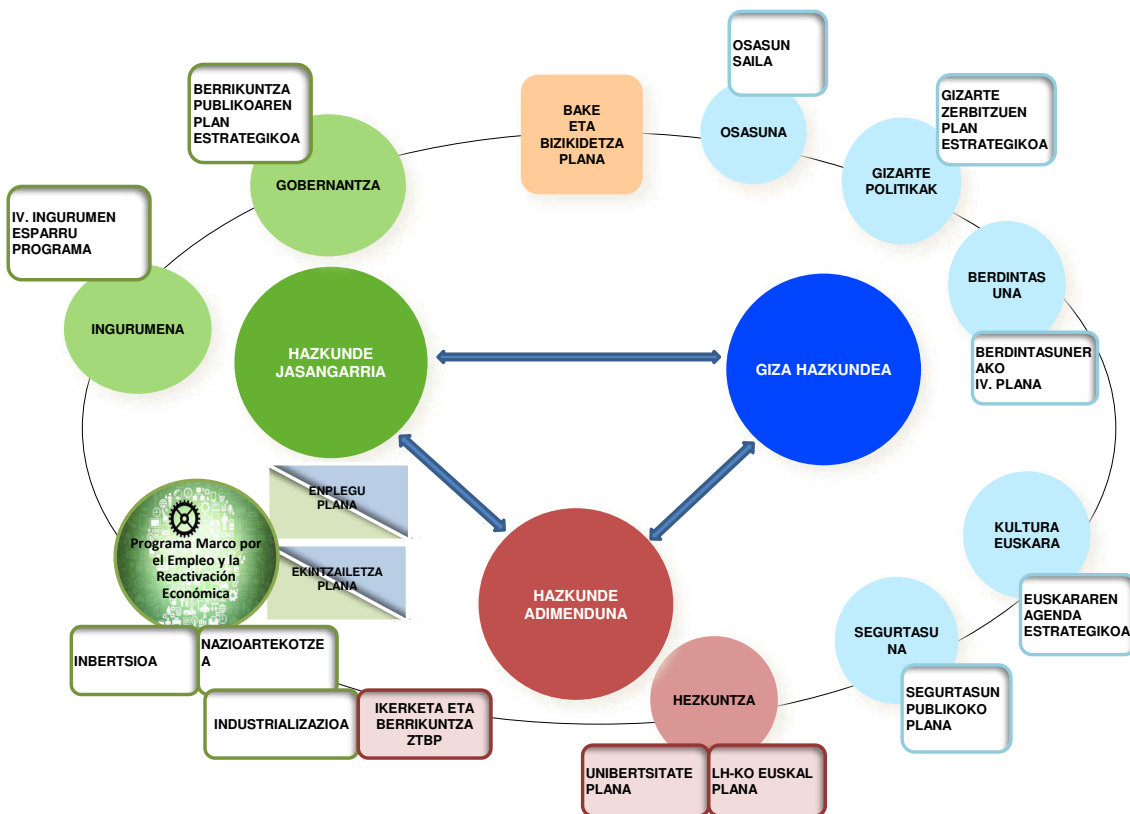 OSASUN
SAILA
BERRIKUNTZA
PUBLIKOAREN
PLAN
ESTRATEGIKOA
BAKE
ETA
BIZIKIDETZA
PLANA
OSASUNA
GIZARTE
ZERBITZUEN
PLAN
ESTRATEGIKOA
GOBERNANTZA
GIZARTE
POLITIKAK
IV. INGURUMEN
ESPARRU
PROGRAMA
BERDINTAS
UNA
INGURUMENA
HAZKUNDE
JASANGARRIA
GIZA HAZKUNDEA
BERDINTASUNER
AKO
IV. PLANA
ENPLEGU
PLANA
Programa Marco por
el Empleo y la
Reactivación
Económica
EKINTZAILETZA
PLANA
HAZKUNDE
ADIMENDUNA
KULTURA
EUSKARA
EUSKARAREN
AGENDA
ESTRATEGIKOA
SEGURTASU
NA
SEGURTASUN
PUBLIKOKO
PLANA
INBERTSIOA
NAZIOARTEKOTZE
A
INDUSTRIALIZAZIOA
IKERKETA ETA
BERRIKUNTZA
ZTBP
HEZKUNTZA
UNIBERTSITATE
PLANA
LH-KO EUSKAL
PLANA